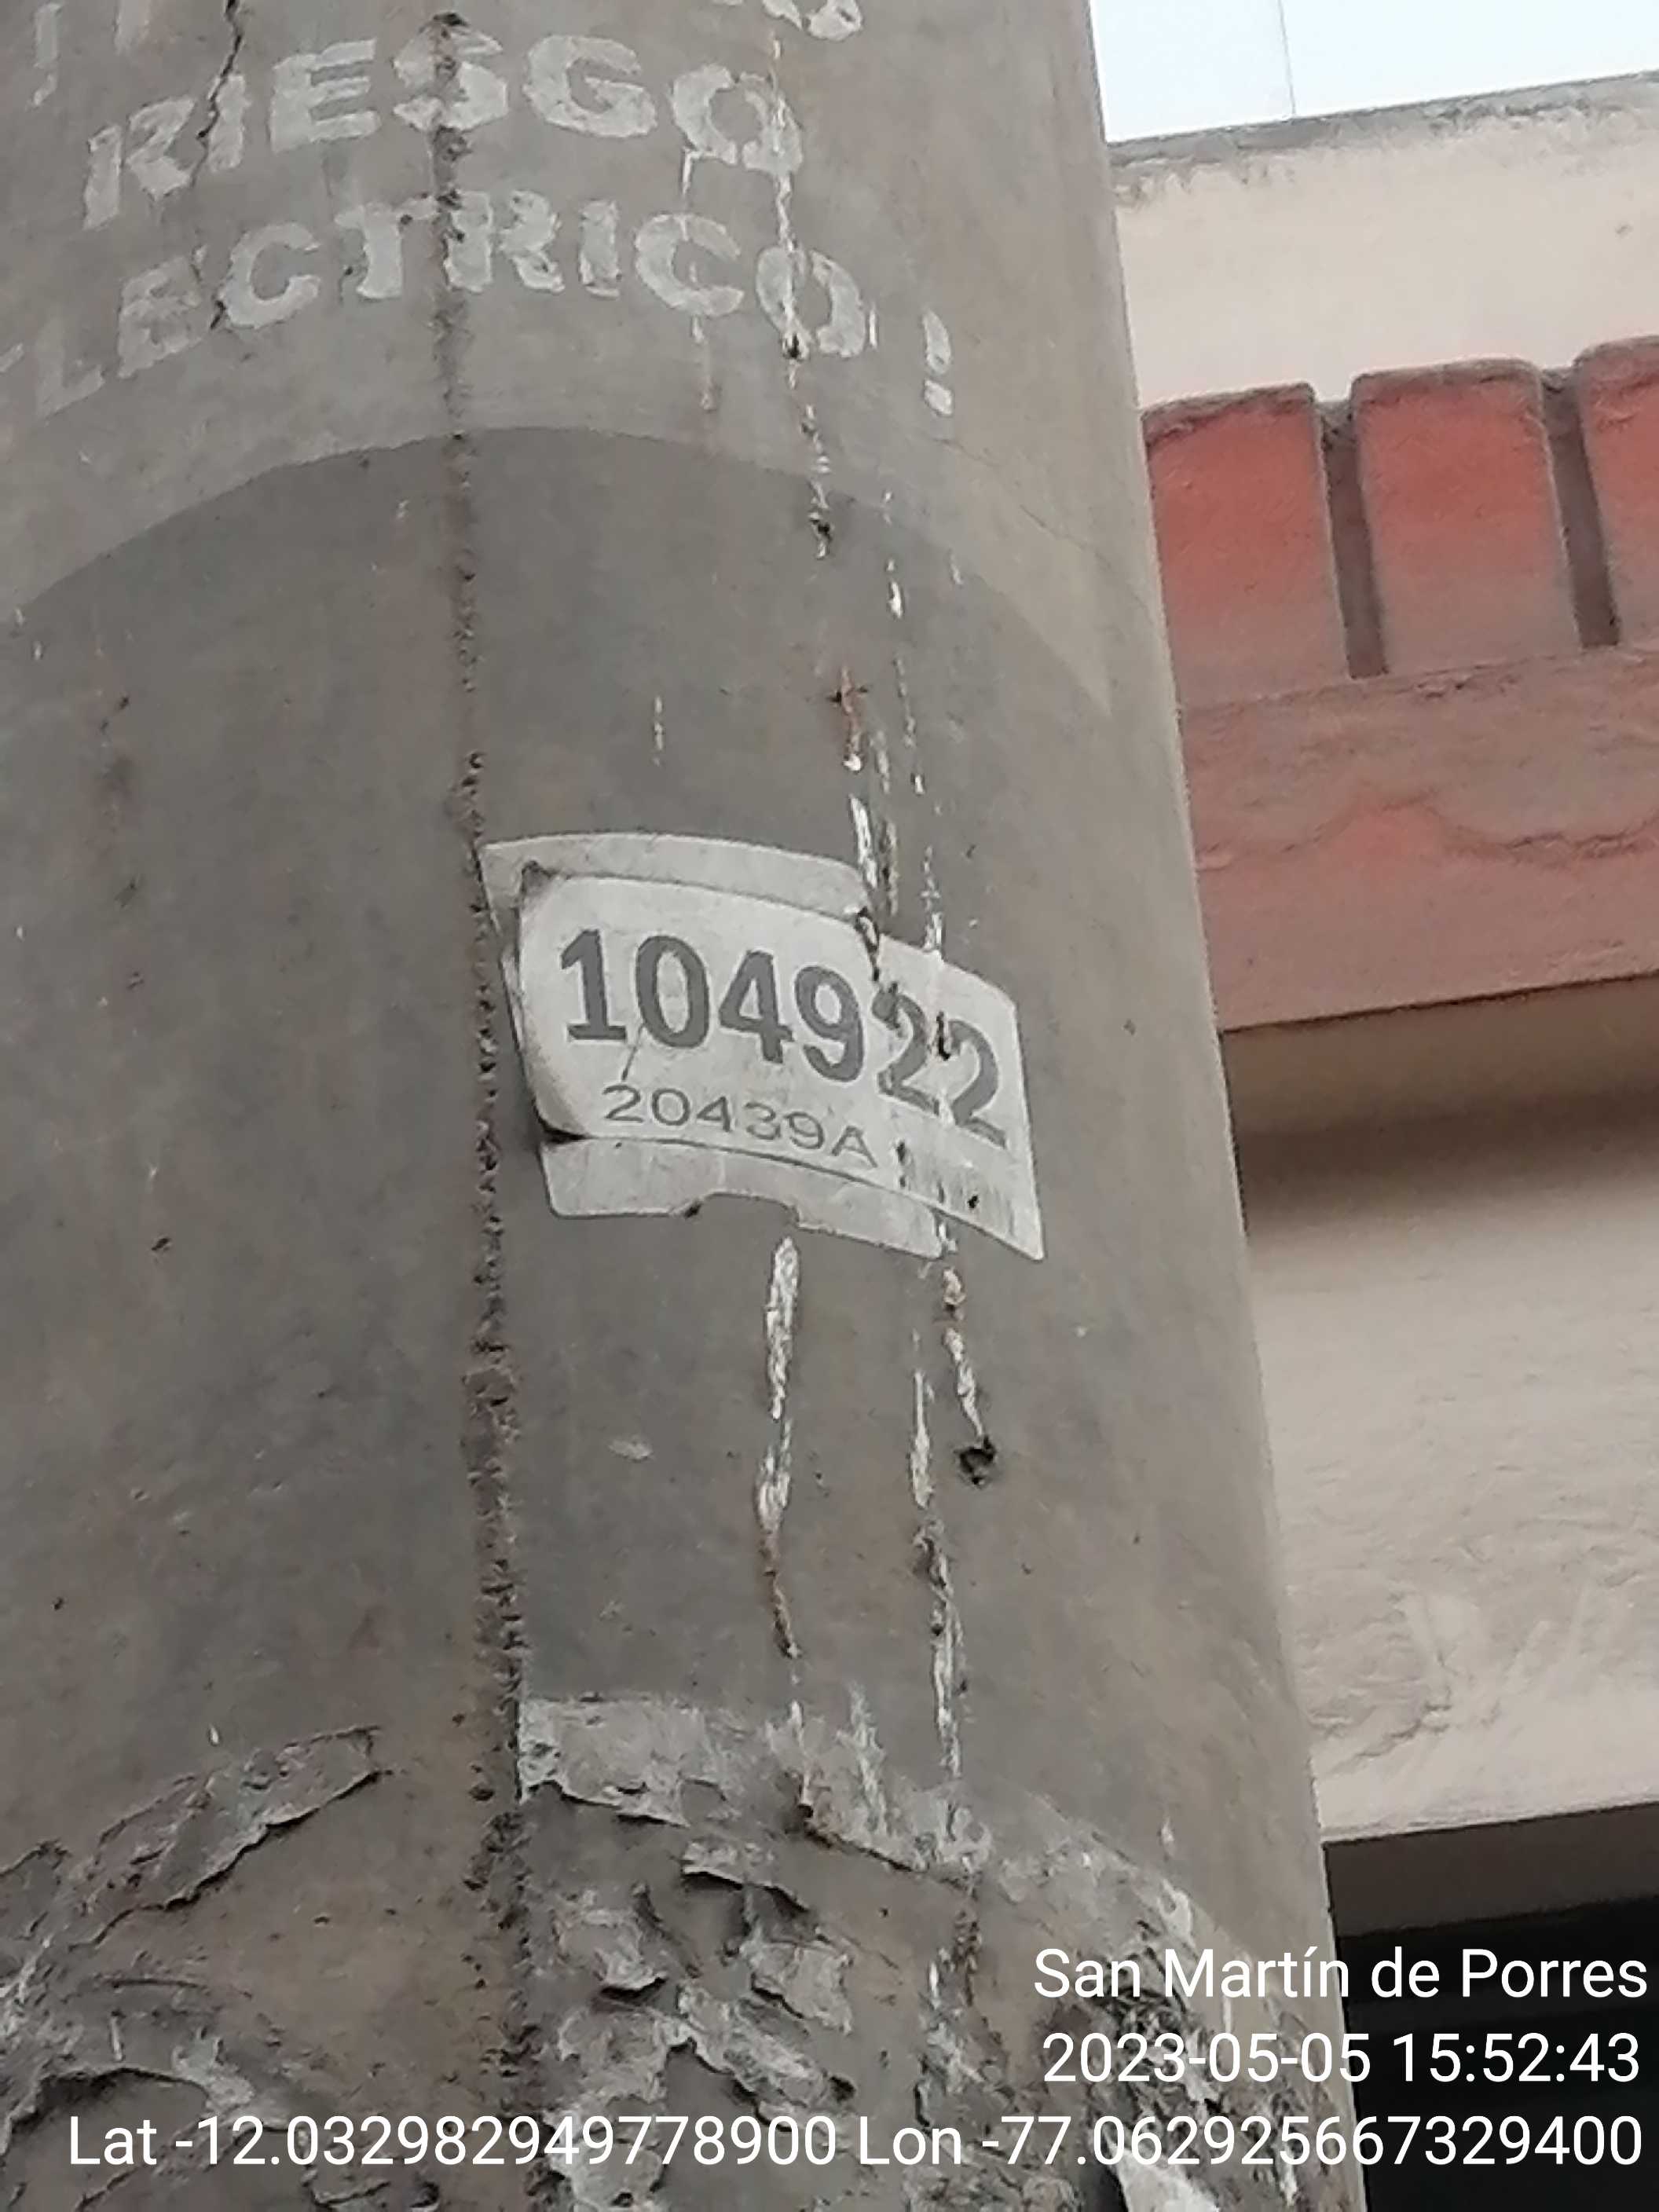 RIESGO
ELECTRICO!
104922
20439A
San Martín de Porres
2023-05-05 15:52:43
Lat -12.032982949778900 Lon -77.062925667329400